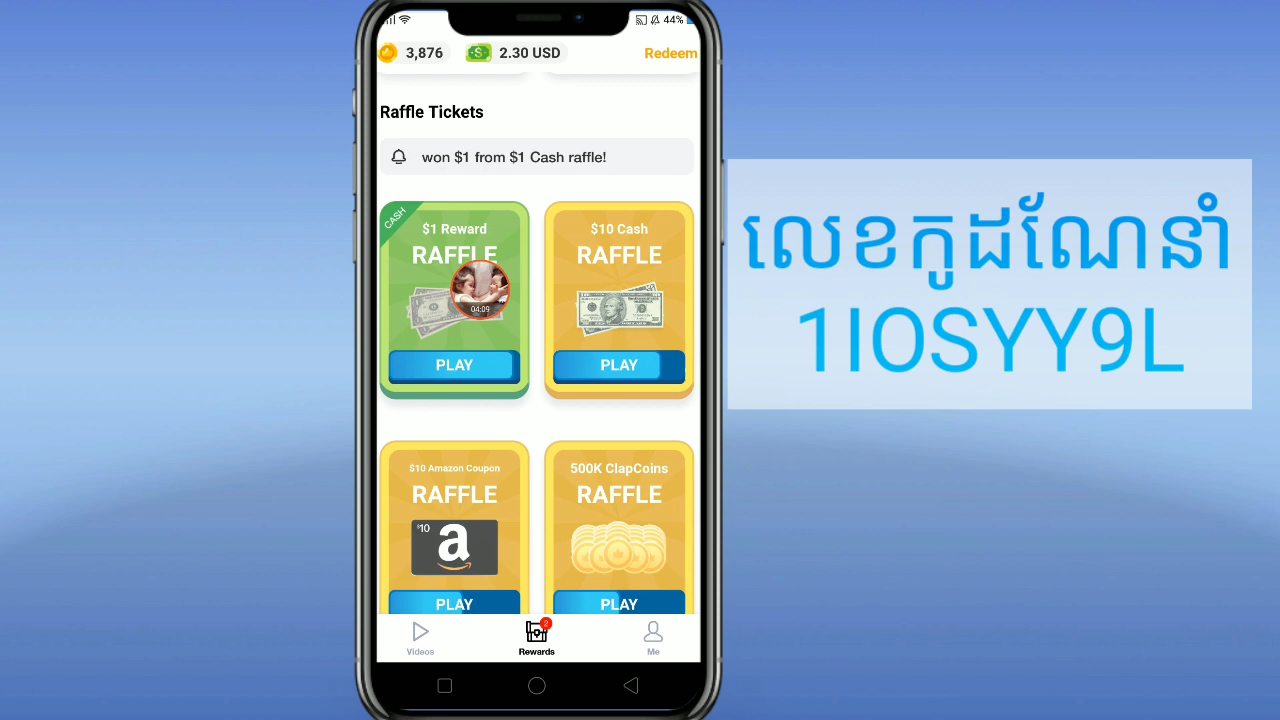 44%
3,876
2.30 USD
Redeem
Raffle Tickets
won $1 from $1 Cash raffle!
CASH
$1 Reward
RAFFLE
04:09
PLAY
$10 Cash
RAFFLE
PLAY
$10 Amazon Coupon
RAFFLE
$10
a
PLAY
500K ClapCoins
RAFFLE
PLAY
Videos
2
Rewards
Me
លេខកូដណែនាំ
1IOSYY9L